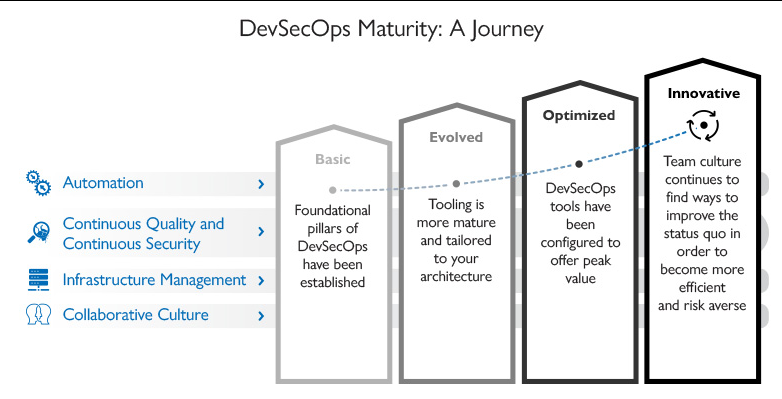 DevSecOps Maturity: A Journey
Automation
Continuous Quality and
Continuous Security
Infrastructure Management
Collaborative Culture
Basic
Foundational
pillars of
DevSecOps
have been
established
Evolved
Tooling is
more mature
and tailored
to your
architecture
Optimized
DevSecOps
tools have
been
configured to
offer peak
value
Innovative
Team culture
continues to
find ways to
improve the
status quo in
order to
become more
efficient
and risk averse